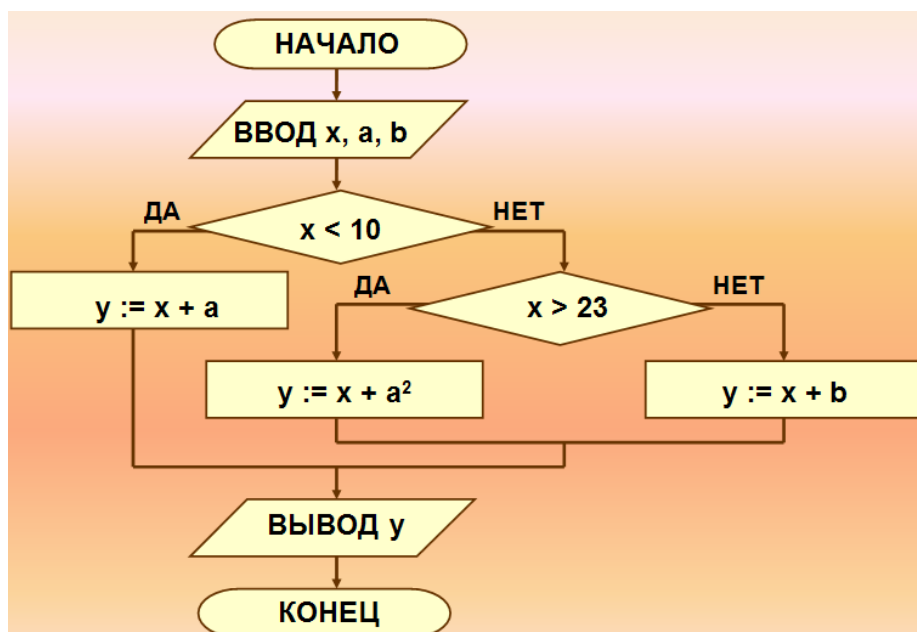 НАЧАЛО
ВВОД x, a, b
ДА
x < 10
НЕТ
y := x + a
ДА
x > 23
НЕТ
y := x + a²
y := x + b
ВЫВОД y
КОНЕЦ